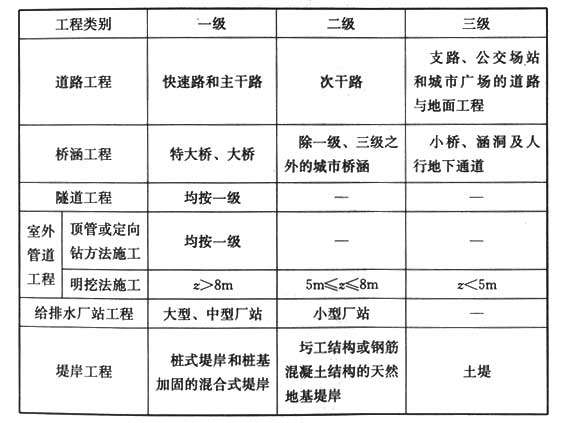 工程类别 一级 二级 三级
道路工程 快速路和主干路 次干路 支路、公交场站
和城市广场的道路
与地面工程
桥涵工程 特大桥、大桥 除一级、三级之
外的城市桥涵 小桥、涵洞及人
行地下通道
隧道工程 均按一级 — —
室外
管道
工程 顶管或定向
钻方法施工 均按一级 — —
明挖法施工 z>8m 5m≤z≤8m z<5m
给排水厂站工程 大型、中型厂站 小型厂站 —
堤岸工程 桩式堤岸和桩基
加固的混合式堤岸 圬工结构或钢筋
混凝土结构的天然
地基堤岸 土堤